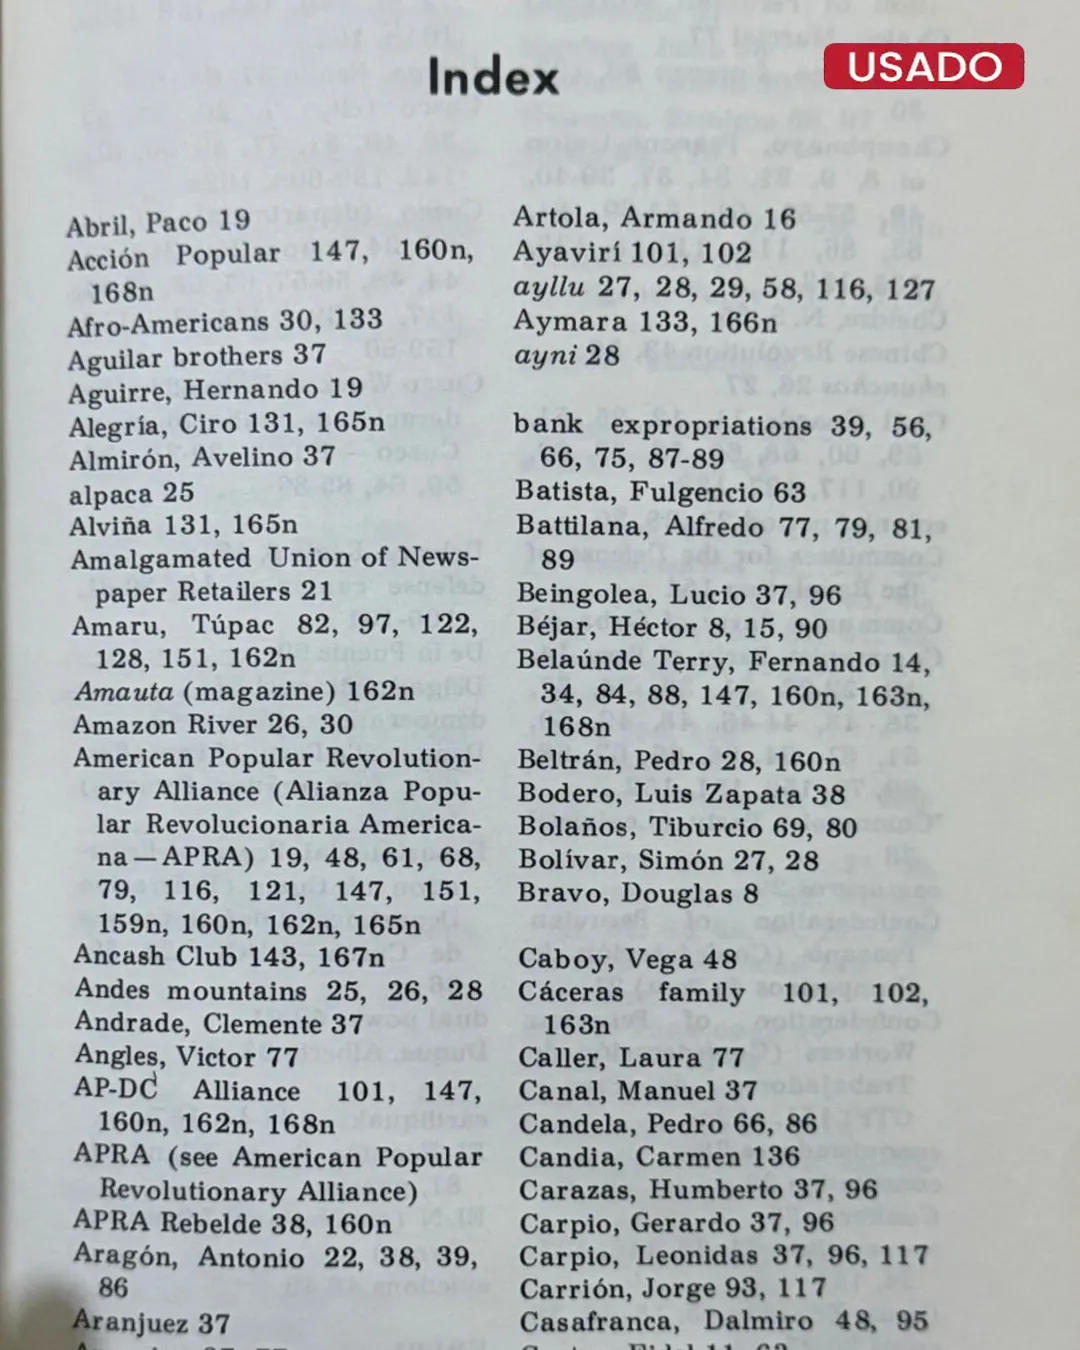 USADO
Index
Abril, Paco 19
Acción Popular 147, 160n,
168n
Afro-Americans 30, 133
Aguilar brothers 37
Aguirre, Hernando 19
Alegría, Ciro 131, 165n
Almirón, Avelino 37
alpaca 25
Alviña 131, 165n
Amalgamated Union of News-
paper Retailers 21
Amaru, Túpac 82, 97, 122,
128, 151, 162n
Amauta (magazine) 162n
Amazon River 26, 30
American Popular Revolution-
ary Alliance (Alianza Popu-
lar Revolucionaria America-
na—APRA) 19, 48, 61, 68,
79, 116, 121, 147, 151,
159n, 160n, 162n, 165n
Ancash Club 143, 167n
Andes mountains 25, 26, 28
Andrade, Clemente 37
Angles, Victor 77
AP-DC Alliance 101, 147,
160n, 162n, 168n
APRA (see American Popular
Revolutionary Alliance)
APRA Rebelde 38, 160n
Aragón, Antonio 22, 38, 39,
86
Aranjuez 37
Artola, Armando 16
Ayavirí 101, 102
ayllu 27, 28, 29, 58, 116, 127
Aymara 133, 166n
ayni 28
bank expropriations 39, 56,
66, 75, 87-89
Batista, Fulgencio 63
Battilana, Alfredo 77, 79, 81,
89
Beingolea, Lucio 37, 96
Béjar, Héctor 8, 15, 90
Belaúnde Terry, Fernando 14,
34, 84, 88, 147, 160n, 163n,
168n
Beltrán, Pedro 28, 160n
Bodero, Luis Zapata 38
Bolaños, Tiburcio 69, 80
Bolívar, Simón 27, 28
Bravo, Douglas 8
Caboy, Vega 48
Cáceras family 101, 102,
163n
Caller, Laura 77
Canal, Manuel 37
Candela, Pedro 66, 86
Candia, Carmen 136
Carazas, Humberto 37, 96
Carpio, Gerardo 37, 96
Carpio, Leonidas 37, 96, 117
Carrión, Jorge 93, 117
Casafranca, Dalmiro 48, 95